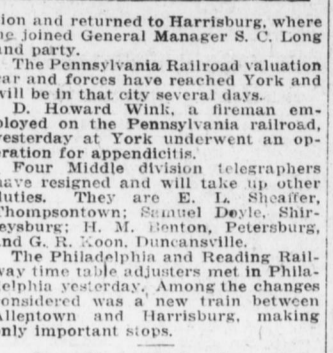 ion and returned to Harrisburg, where
he joined General Manager S. C. Long
and party.
The Pennsylvania Railroad valuation
car and forces have reached York and
will be in that city several days.
D. Howard Wink, a fireman em-
ployed on the Pennsylvania railroad,
yesterday at York underwent an op-
eration for appendicitis.
Four Middle division telegraphers
have resigned and will take up other
duties. They are E. L. Sheaffer,
Thompsontown; Samuel Doyle, Shir-
leysburg; H. M. Benton, Petersburg,
and G. R. Koon, Duncansville.
The Philadelphia and Reading Rail-
way time table adjusters met in Phila-
delphia yesterday. Among the changes
considered was a new train between
Alleptown and Harrisburg, making
only important stops.